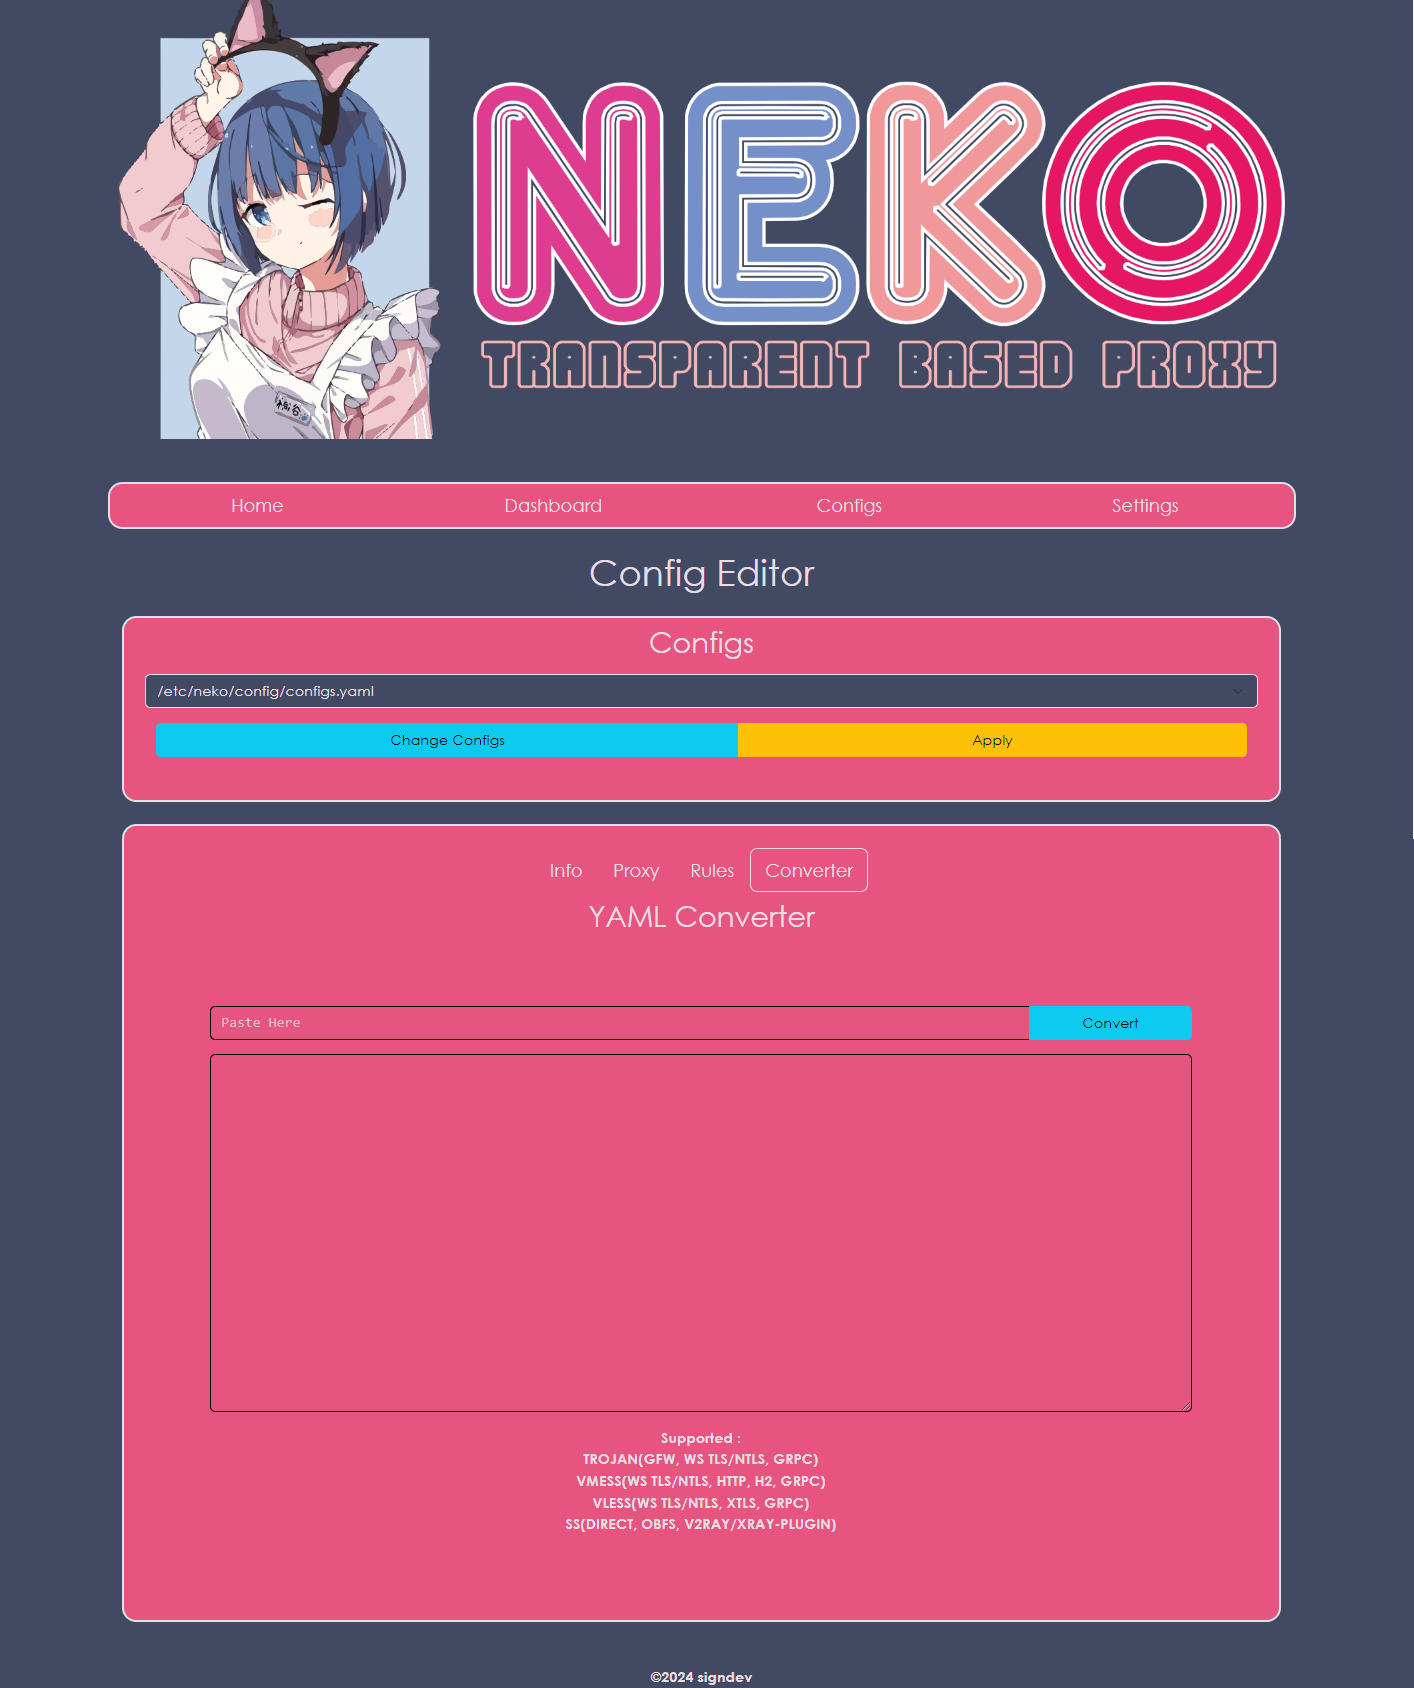 NEKO
TRANSPARENT BASED PROXY
Home Dashboard Configs Settings
Config Editor
Configs
/etc/neko/config/configs.yaml
Change Configs Apply
Info Proxy Rules Converter
YAML Converter
Paste Here Convert
Supported :
TROJAN(GFW, WS TLS/NTLS, GRPC)
VMESS(WS TLS/NTLS, HTTP, H2, GRPC)
VLESS(WS TLS/NTLS, XTLS, GRPC)
SS(DIRECT, OBFS, V2RAY/XRAY-PLUGIN)
©2024 signdev